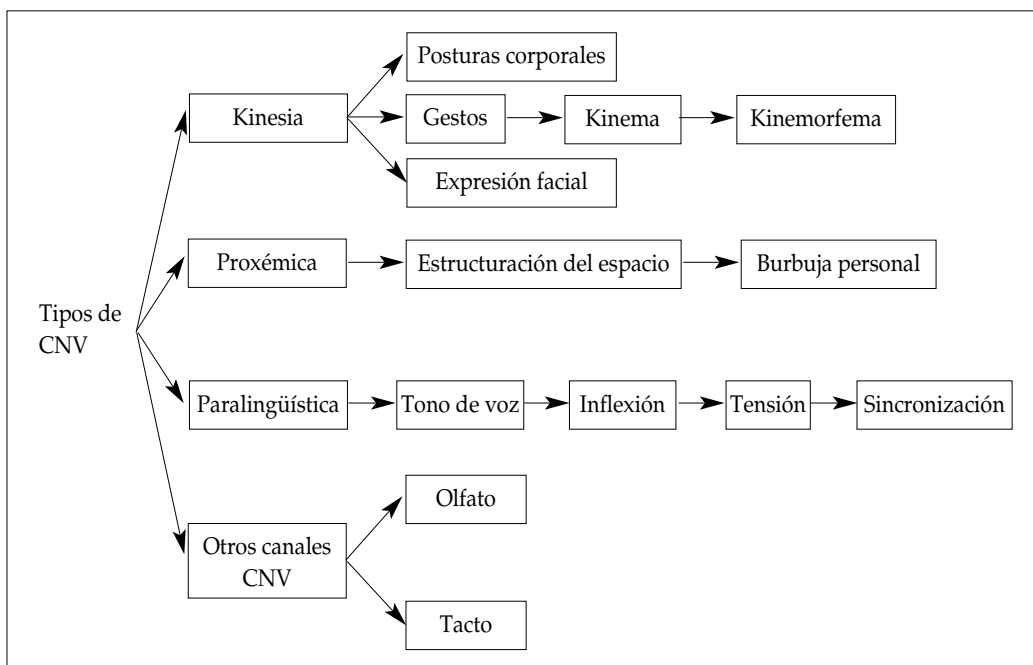 Posturas corporales
Kinesia
Gestos
Kinema
Kinemorfema
Expresión facial
Proxémica
Estructuración del espacio
Burbuja personal
Tipos de
CNV
Paralingüística
Tono de voz
Inflexión
Tensión
Sincronización
Olfato
Otros canales
CNV
Tacto